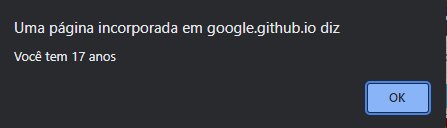 Uma página incorporada em google.github.io diz
Você tem 17 anos
OK